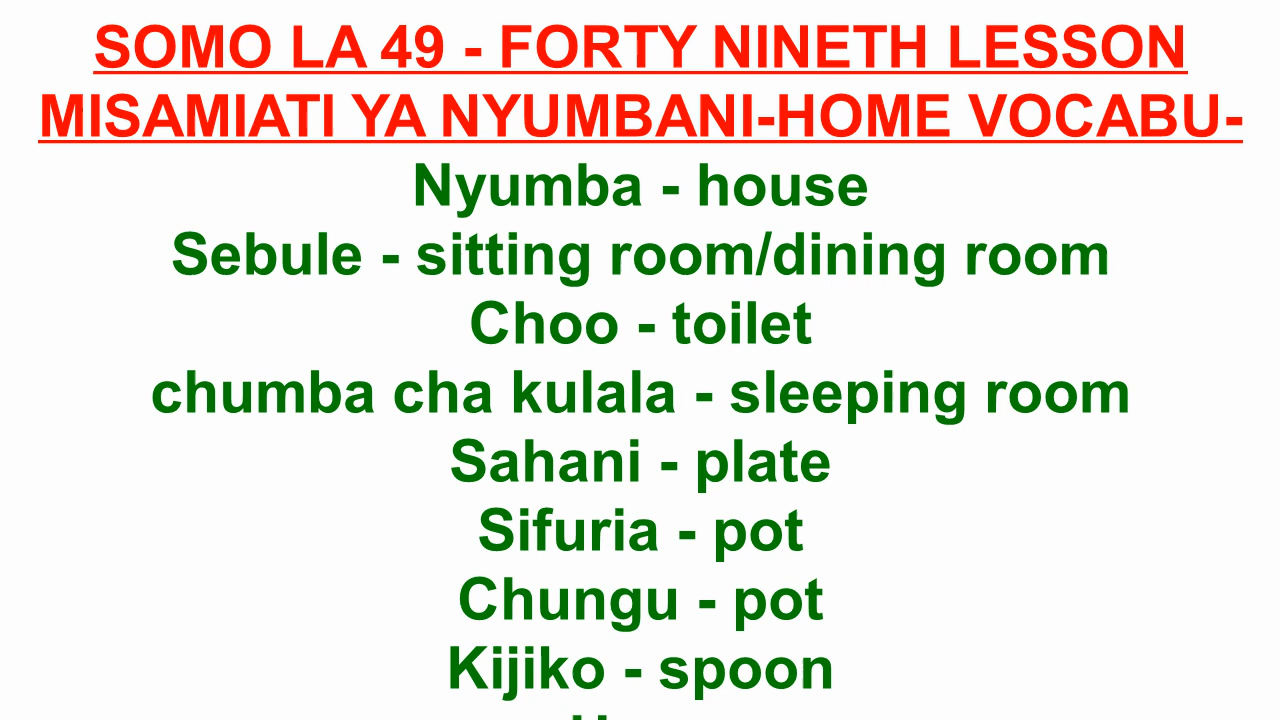 SOMO LA 49 - FORTY NINETH LESSON
MISAMIATI YA NYUMBANI-HOME VOCABU-
Nyumba - house
Sebule - sitting room/dining room
Choo - toilet
chumba cha kulala - sleeping room
Sahani - plate
Sifuria - pot
Chungu - pot
Kijiko - spoon